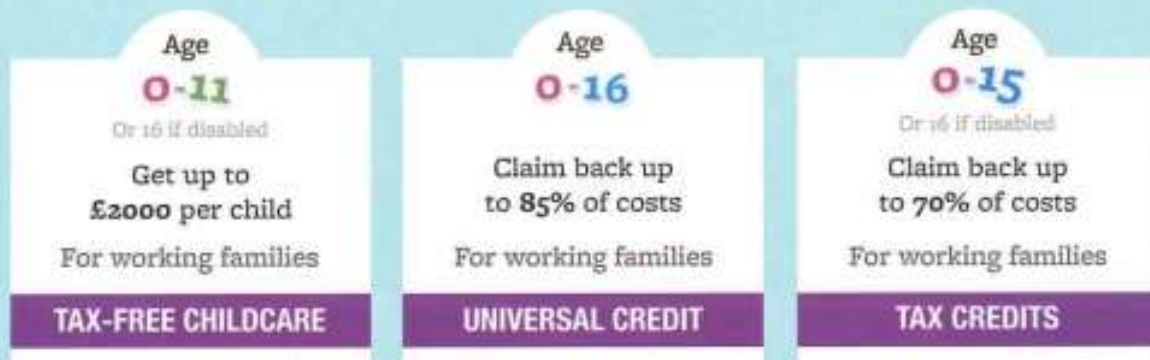 Age
0-11
Or 16 if disabled
Get up to
£2000 per child
For working families
TAX-FREE CHILDCARE
Age
0-16
Claim back up
to 85% of costs
For working families
UNIVERSAL CREDIT
Age
0-15
Or 16 if disabled
Claim back up
to 70% of costs
For working families
TAX CREDITS